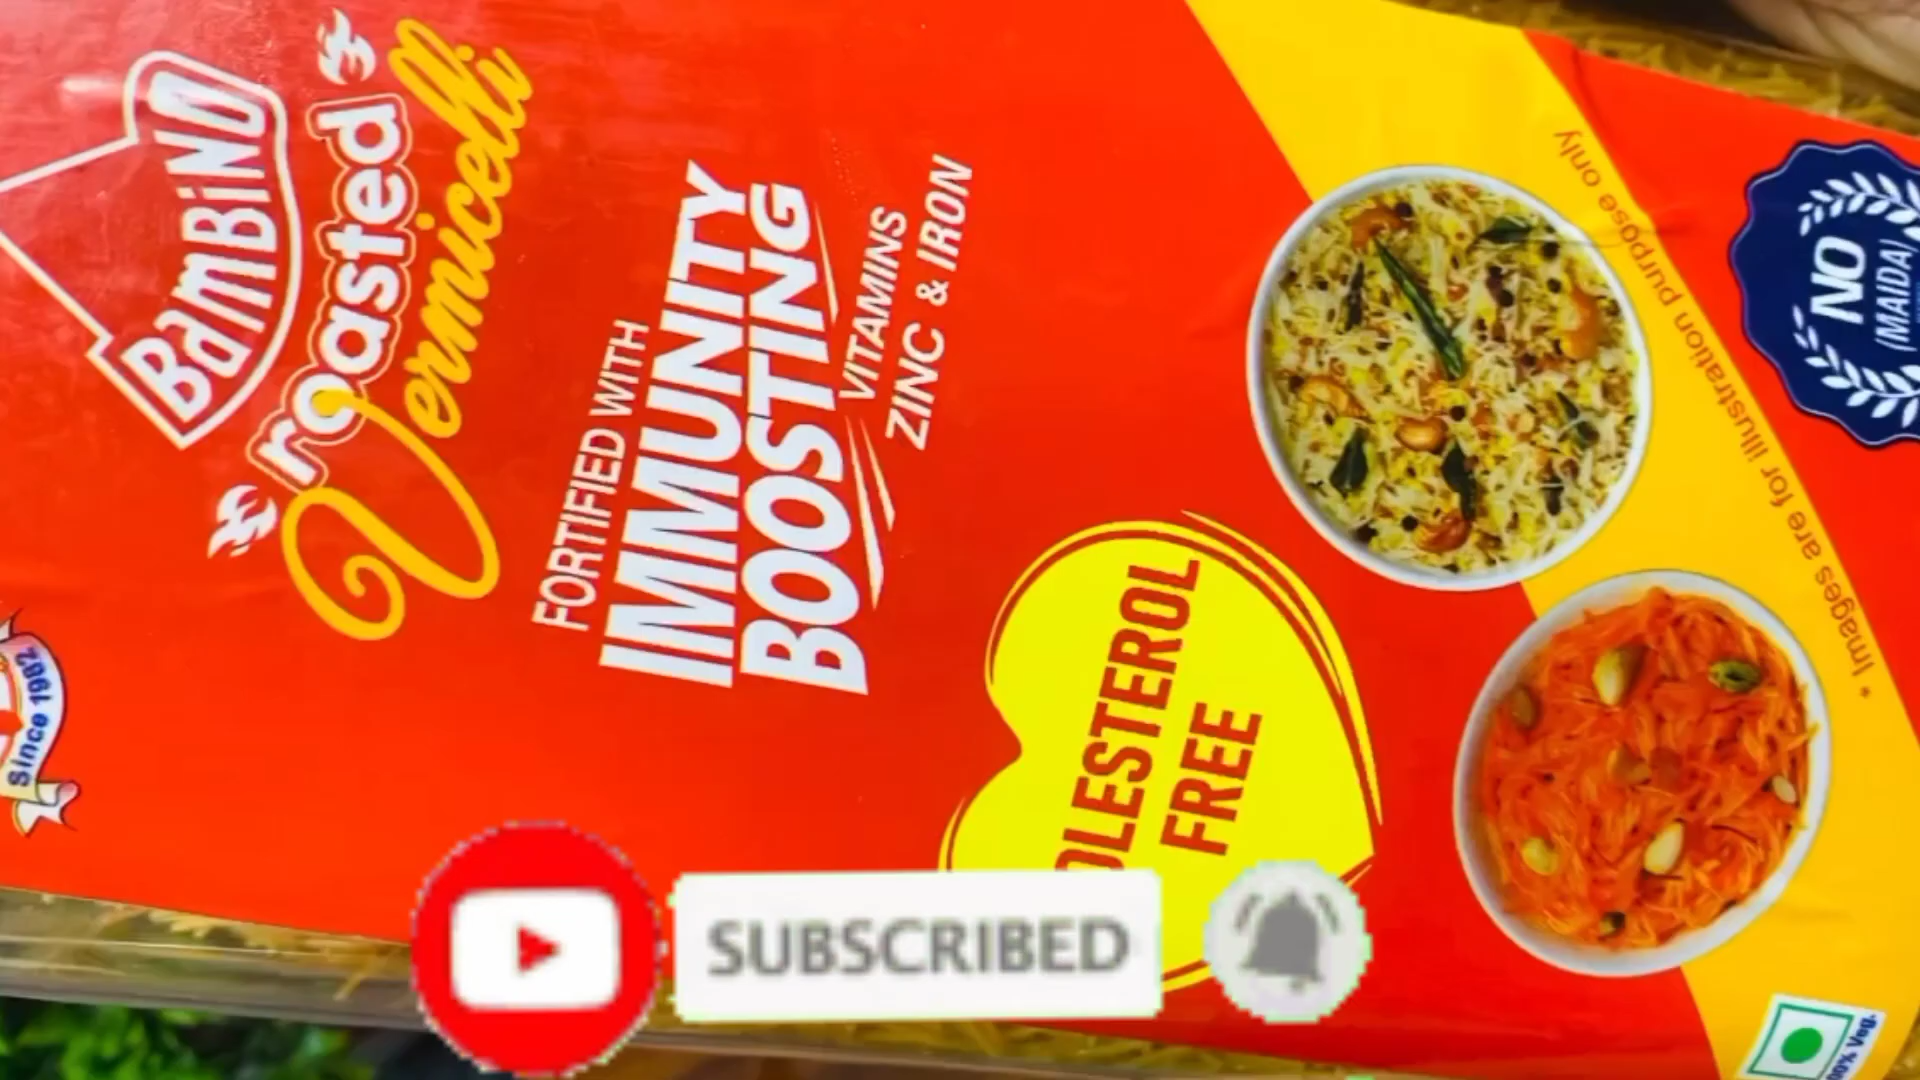 BamBiNO
roasted
Vermicelli
FORTIFIED WITH
IMMUNITY
BOOSTING
VITAMINS
ZINC & IRON
FREE
* Images are for illustration purpose only
NO
(MAIDA)
Since 1982
Veg.
SUBSCRIBED